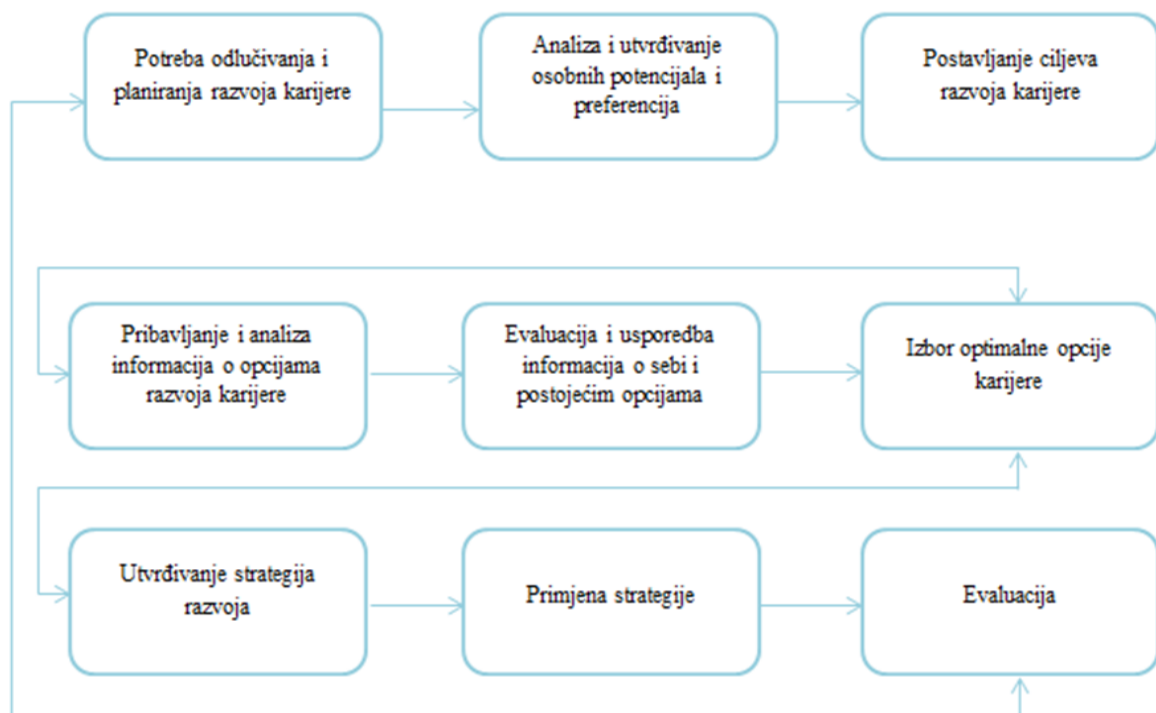 Potreba odlučivanja i
planiranja razvoja karijere
Analiza i utvrđivanje
osobnih potencijala i
preferencija
Postavljanje ciljeva
razvoja karijere
Pribavljanje i analiza
informacija o opcijama
razvoja karijere
Evaluacija i usporedba
informacija o sebi i
postojećim opcijama
Izbor optimalne opcije
karijere
Utvrđivanje strategija
razvoja
Primjena strategije
Evaluacija